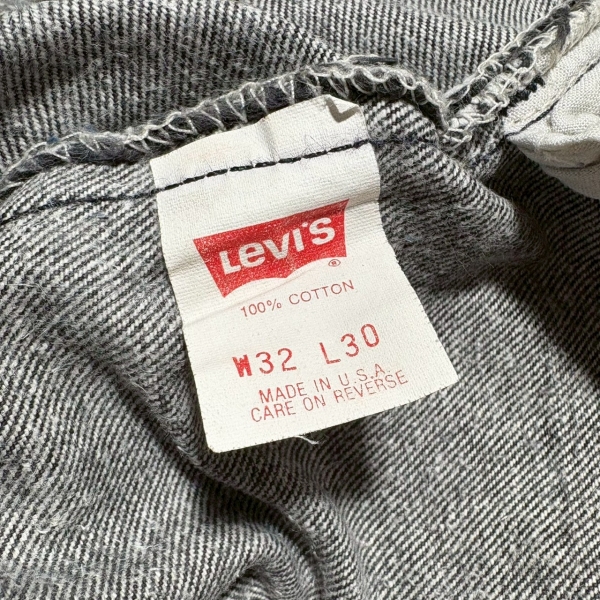 LEVI'S ®
100% COTTON
W32 L30
MADE IN U.S.A.
CARE ON REVERSE